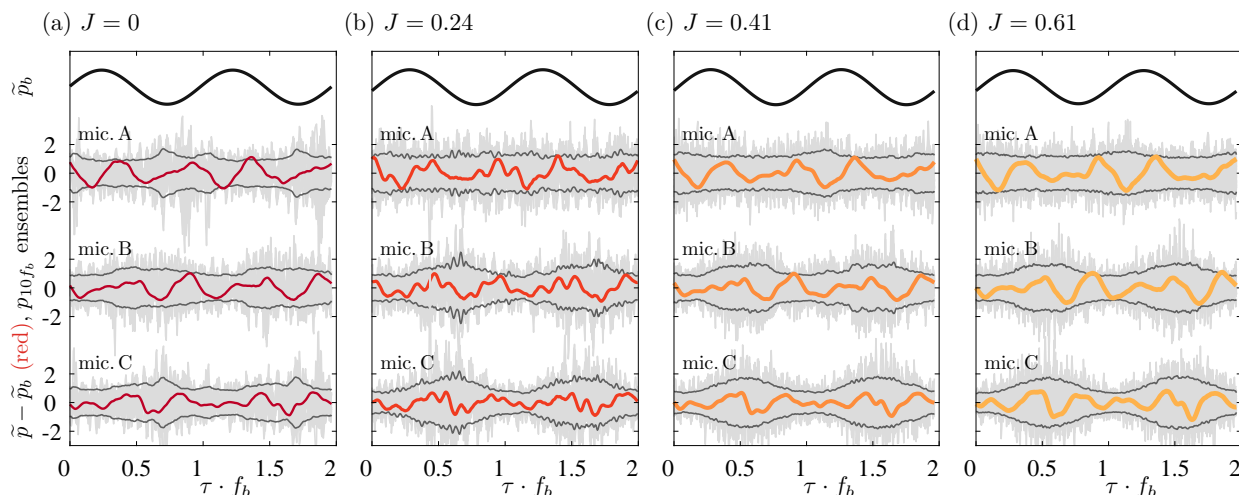 (a) J = 0
(b) J = 0.24
(c) J = 0.41
(d) J = 0.61
p̃_b
p̃ − p̃_b (red), p_{10f_b} ensembles
mic. A
mic. A
mic. A
mic. A
2
0
-2
mic. B
mic. B
mic. B
mic. B
2
0
-2
mic. C
mic. C
mic. C
mic. C
2
0
-2
0 0.5 1 1.5 2
0 0.5 1 1.5 2
0 0.5 1 1.5 2
0 0.5 1 1.5 2
τ · f_b
τ · f_b
τ · f_b
τ · f_b